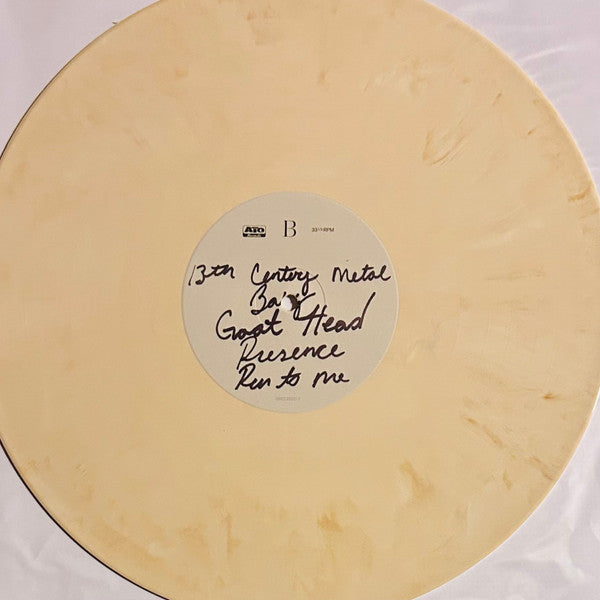 ATO
B
33⅓ RPM
13th Century Metal
Baby
Goat Head
Presence
Run to me